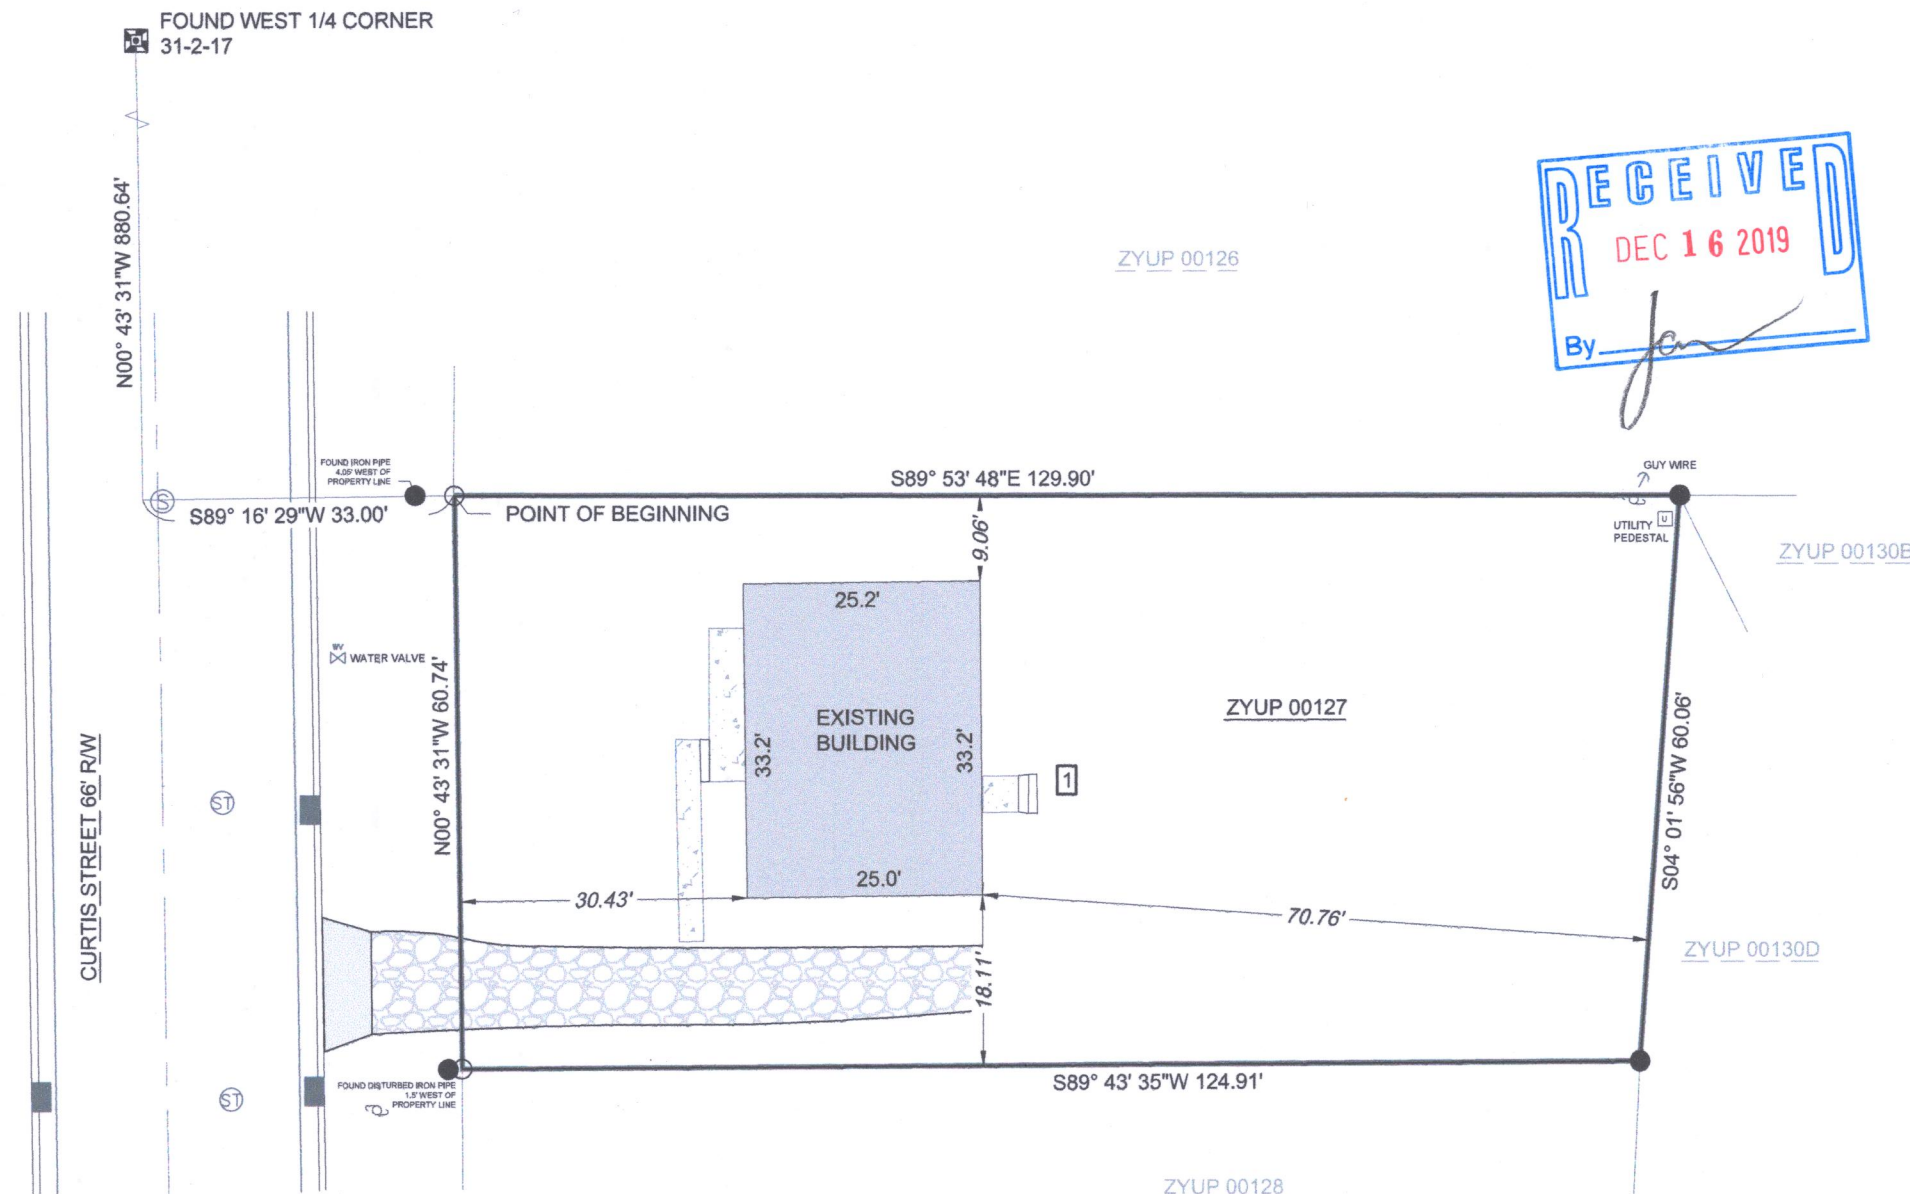 FOUND WEST 1/4 CORNER
31-2-17
N00° 43' 31"W 880.64'
RECEIVED
DEC 16 2019
By
ZYUP 00126
FOUND IRON PIPE
4.05' WEST OF
PROPERTY LINE
S
S89° 16' 29"W 33.00'
POINT OF BEGINNING
S89° 53' 48"E 129.90'
9.06'
GUY WIRE
U
UTILITY
PEDESTAL
ZYUP 00130B
25.2'
WV
WATER VALVE
N00° 43' 31"W 60.74'
EXISTING
BUILDING
33.2'
33.2'
1
ZYUP 00127
S04° 01' 56"W 60.06'
CURTIS STREET 66' R/W
ST
25.0'
30.43'
70.76'
ZYUP 00130D
18.11'
S89° 43' 35"W 124.91'
FOUND DISTURBED IRON PIPE
1.5' WEST OF
PROPERTY LINE
ST
ZYUP 00128